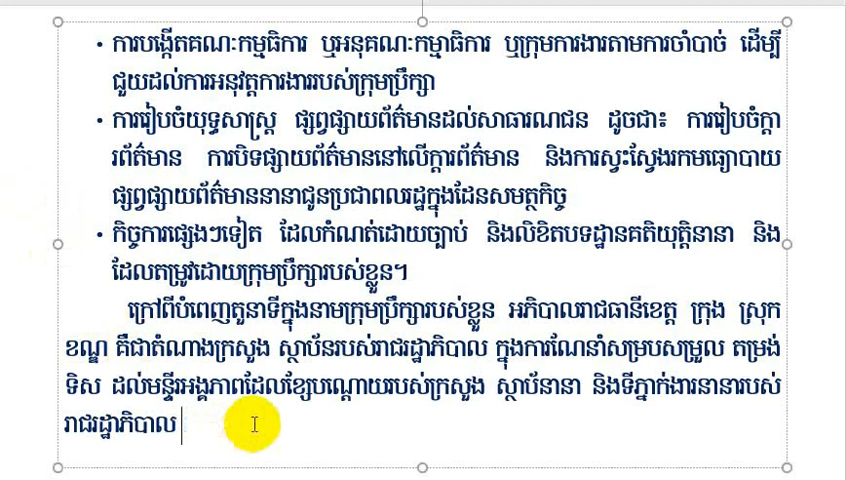 • ការបង្កើតគណៈកម្មធិការ ឬអនុគណៈកម្មាធិការ ឬក្រុមការងារតាមការចាំបាច់ ដើម្បី
ជួយដល់ការអនុវត្តការងាររបស់ក្រុមប្រឹក្សា
• ការរៀបចំយុទ្ធសាស្ត្រ ផ្សព្វផ្សាយព័ត៌មានដល់សាធារណជន ដូចជា៖ ការរៀបចំក្តា
រព័ត៌មាន ការបិទផ្សាយព័ត៌មាននៅលើក្តារព័ត៌មាន និងការស្វះស្វែងរកមធ្យោបាយ
ផ្សព្វផ្សាយព័ត៌មាននានាជូនប្រជាពលរដ្ឋក្នុងដែនសមត្ថកិច្ច
• កិច្ចការផ្សេងៗទៀត ដែលកំណត់ដោយច្បាប់ និងលិខិតបទដ្ឋានគតិយុត្តិនានា និង
ដែលតម្រូវដោយក្រុមប្រឹក្សារបស់ខ្លួន។
ក្រៅពីបំពេញតួនាទីក្នុងនាមក្រុមប្រឹក្សារបស់ខ្លួន អភិបាលរាជធានីខេត្ត ក្រុង ស្រុក
ខណ្ឌ គឺជាតំណាងក្រសួង ស្ថាប័នរបស់រាជរដ្ឋាភិបាល ក្នុងការណែនាំសម្របសម្រួល តម្រង់
ទិស ដល់មន្ទីរអង្គភាពដែលខ្សែបណ្តោយរបស់ក្រសួង ស្ថាប័នានា និងទីភ្នាក់ងារនានារបស់
រាជរដ្ឋាភិបាល